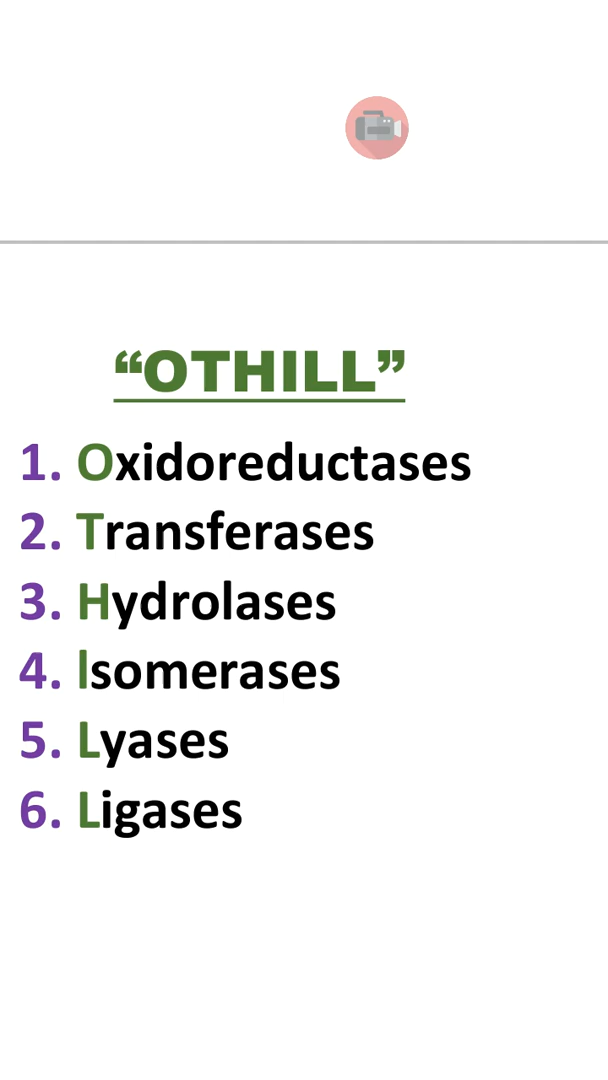 “OTHILL”
1. Oxidoreductases
2. Transferases
3. Hydrolases
4. Isomerases
5. Lyases
6. Ligases